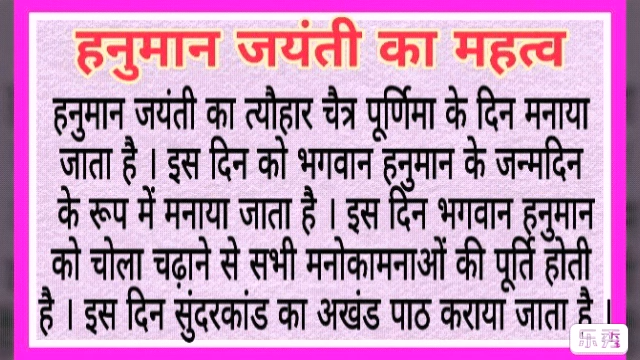 हनुमान जयंती का महत्व
हनुमान जयंती का त्यौहार चैत्र पूर्णिमा के दिन मनाया
जाता है । इस दिन को भगवान हनुमान के जन्मदिन
के रूप में मनाया जाता है । इस दिन भगवान हनुमान
को चोला चढ़ाने से सभी मनोकामनाओं की पूर्ति होती
है । इस दिन सुंदरकांड का अखंड पाठ कराया जाता है ।
乐秀